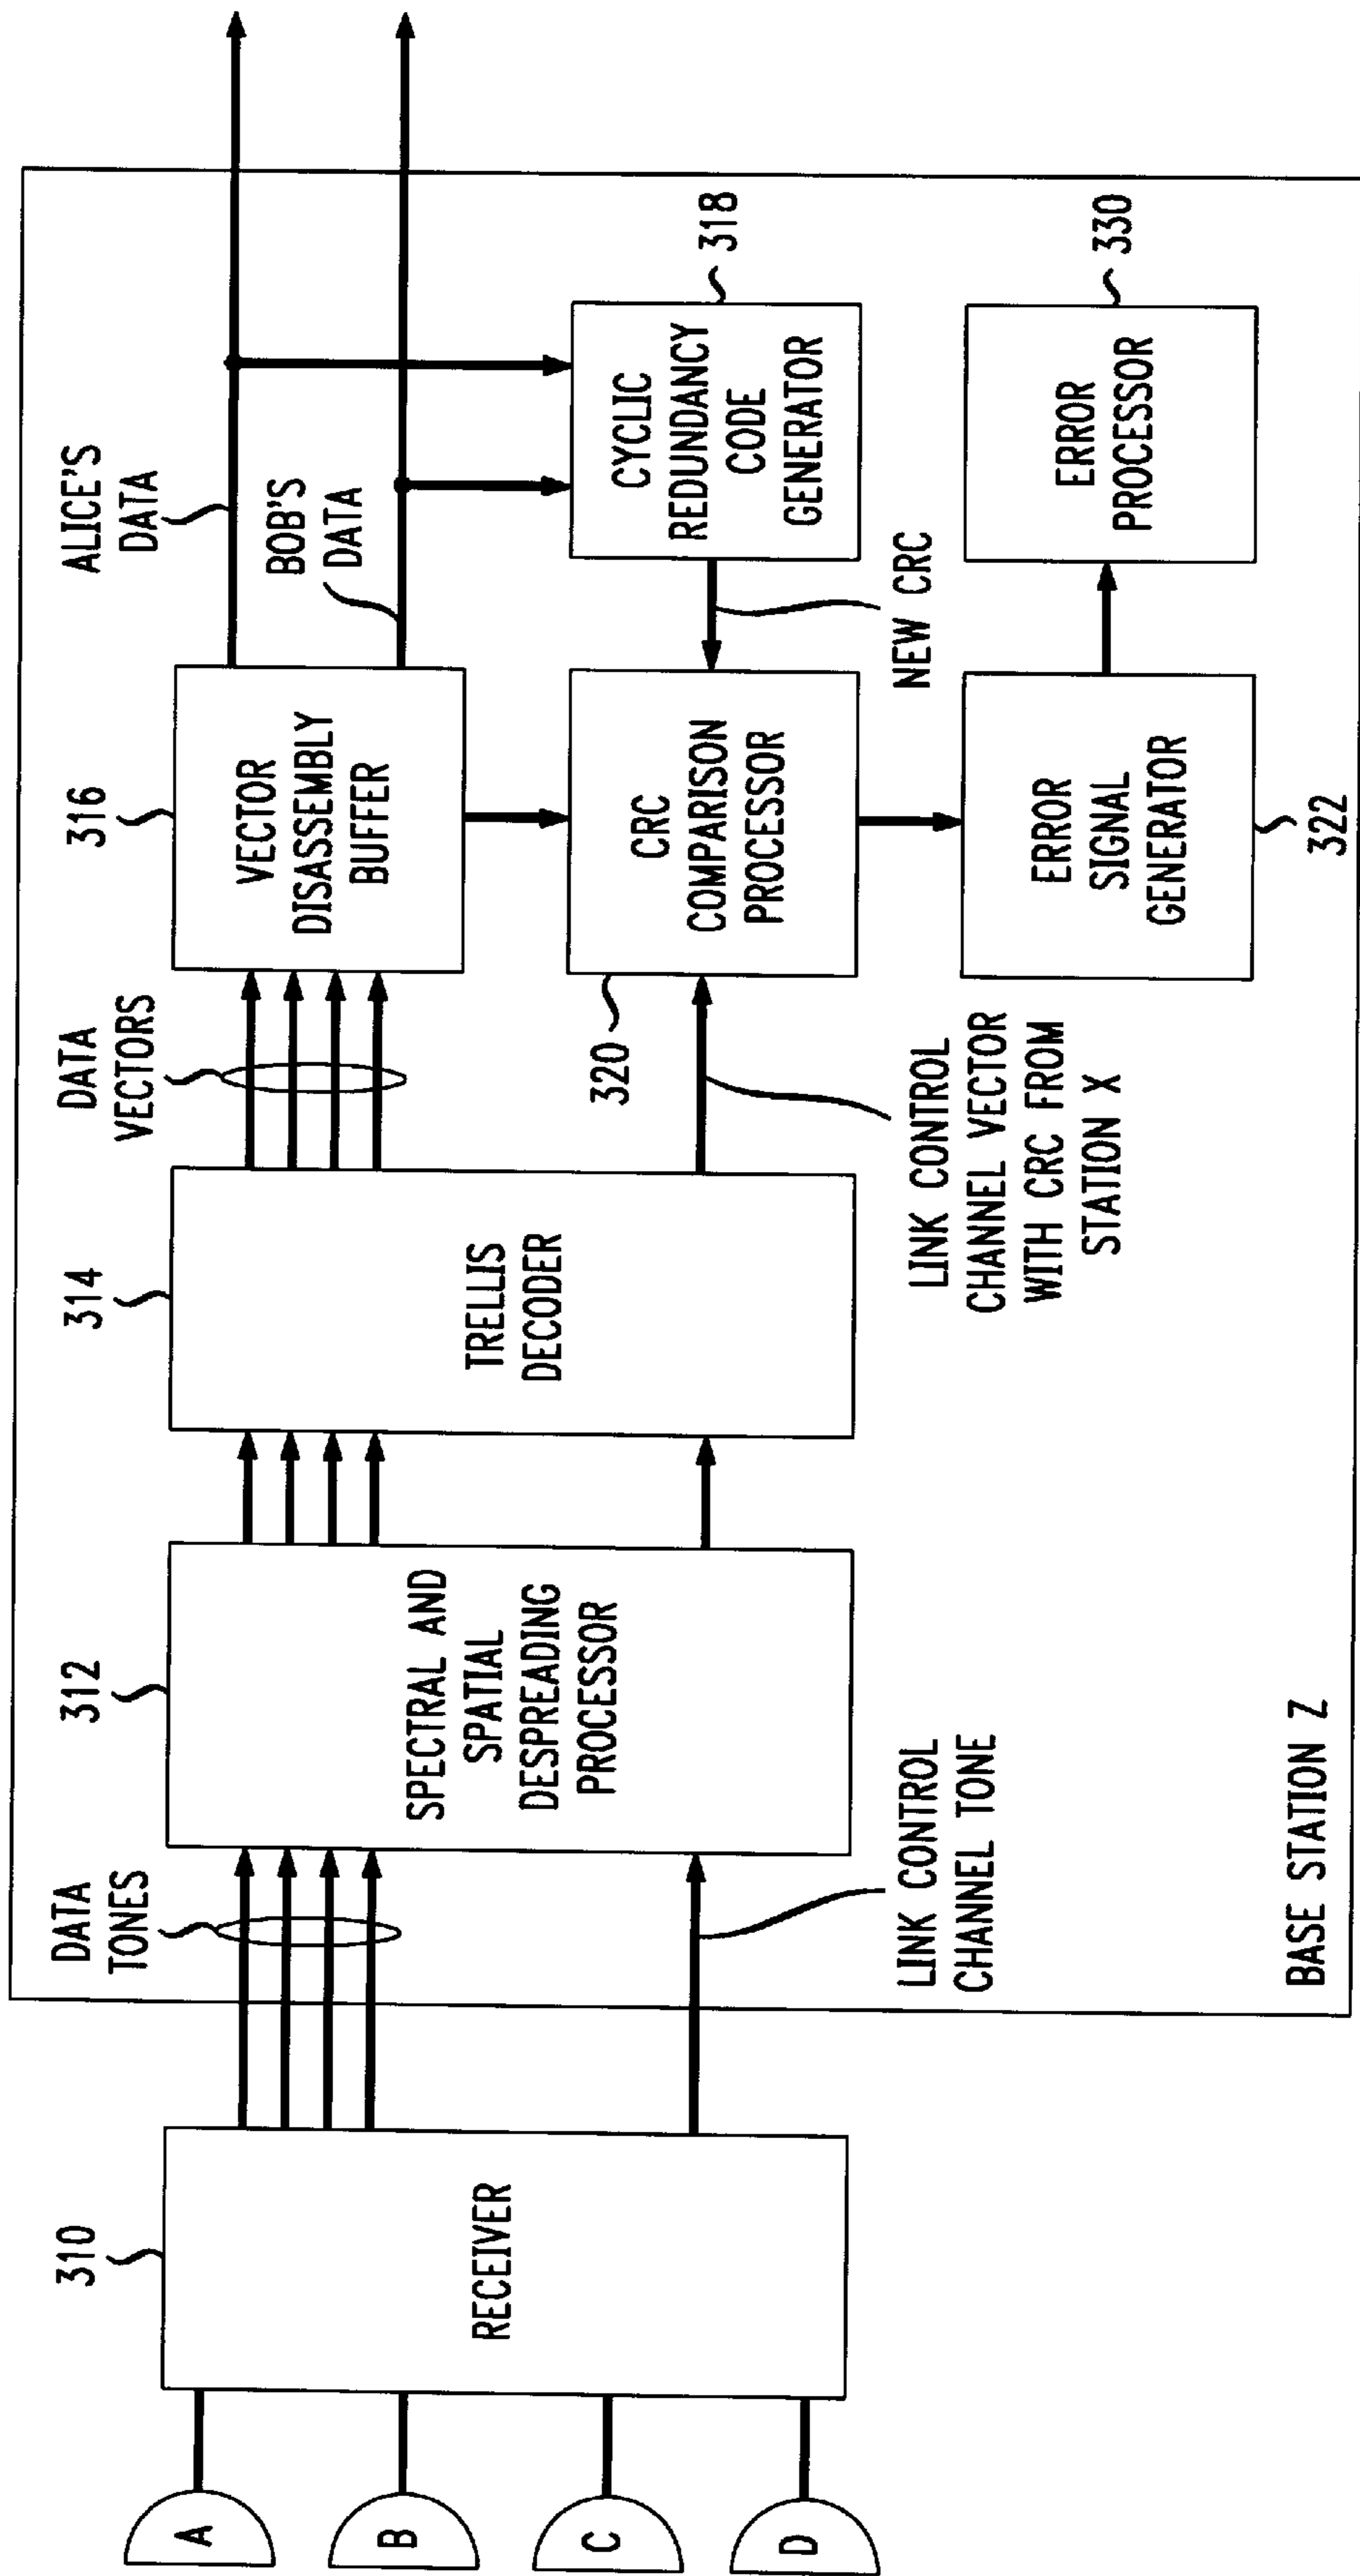 A
B
C
D
310
RECEIVER
DATA
TONES
LINK CONTROL
CHANNEL TONE
312
SPECTRAL AND
SPATIAL
DESPREADING
PROCESSOR
314
TRELLIS
DECODER
DATA
VECTORS
LINK CONTROL
CHANNEL VECTOR
WITH CRC FROM
STATION X
316
VECTOR
DISASSEMBLY
BUFFER
ALICE'S
DATA
BOB'S
DATA
320
CRC
COMPARISON
PROCESSOR
NEW CRC
318
CYCLIC
REDUNDANCY
CODE
GENERATOR
ERROR
SIGNAL
GENERATOR
322
ERROR
PROCESSOR
330
BASE STATION Z